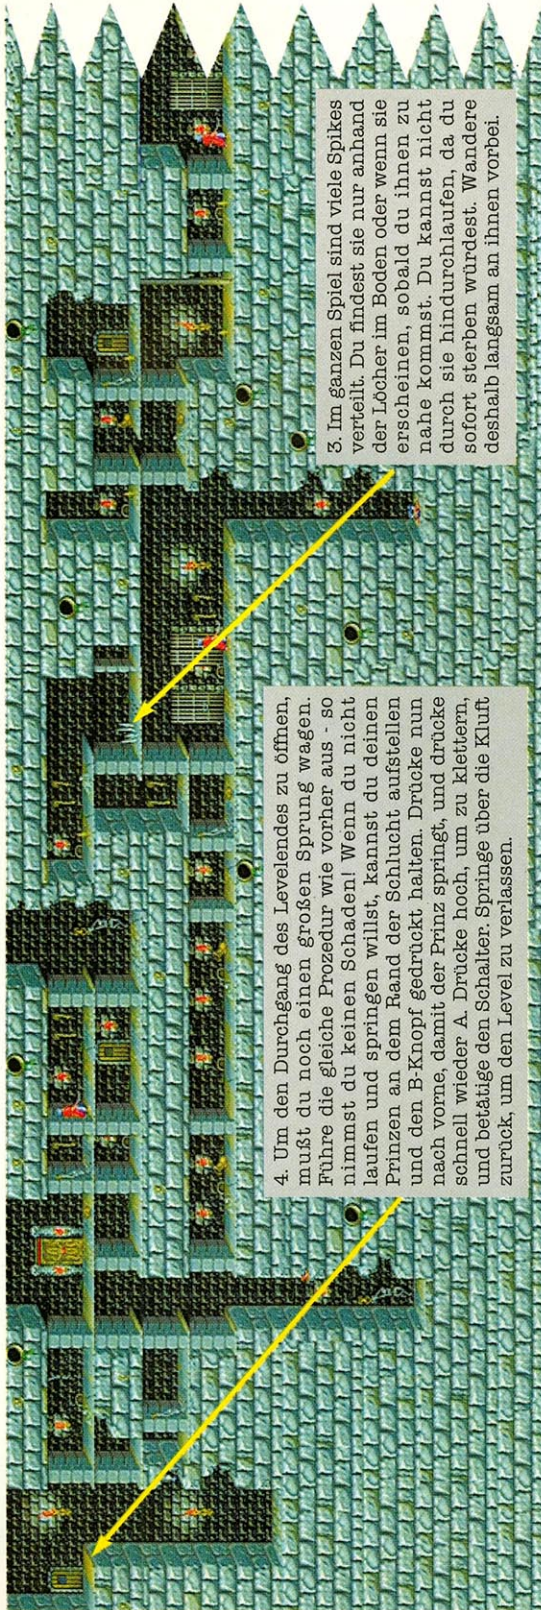 3. Im ganzen Spiel sind viele Spikes
verteilt. Du findest sie nur anhand
der Löcher im Boden oder wenn sie
erscheinen, sobald du ihnen zu
nahe kommst. Du kannst nicht
durch sie hindurchlaufen, da du
sofort sterben würdest. Wandere
deshalb langsam an ihnen vorbei.
4. Um den Durchgang des Levelendes zu öffnen,
mußt du noch einen großen Sprung wagen.
Führe die gleiche Prozedur wie vorher aus - so
nimmst du keinen Schaden! Wenn du nicht
laufen und springen willst, kannst du deinen
Prinzen an dem Rand der Schlucht aufstellen
und den B-Knopf gedrückt halten. Drücke nun
nach vorne, damit der Prinz springt, und drücke
schnell wieder A. Drücke hoch, um zu klettern,
und betätige den Schalter. Springe über die Kluft
zurück, um den Level zu verlassen.